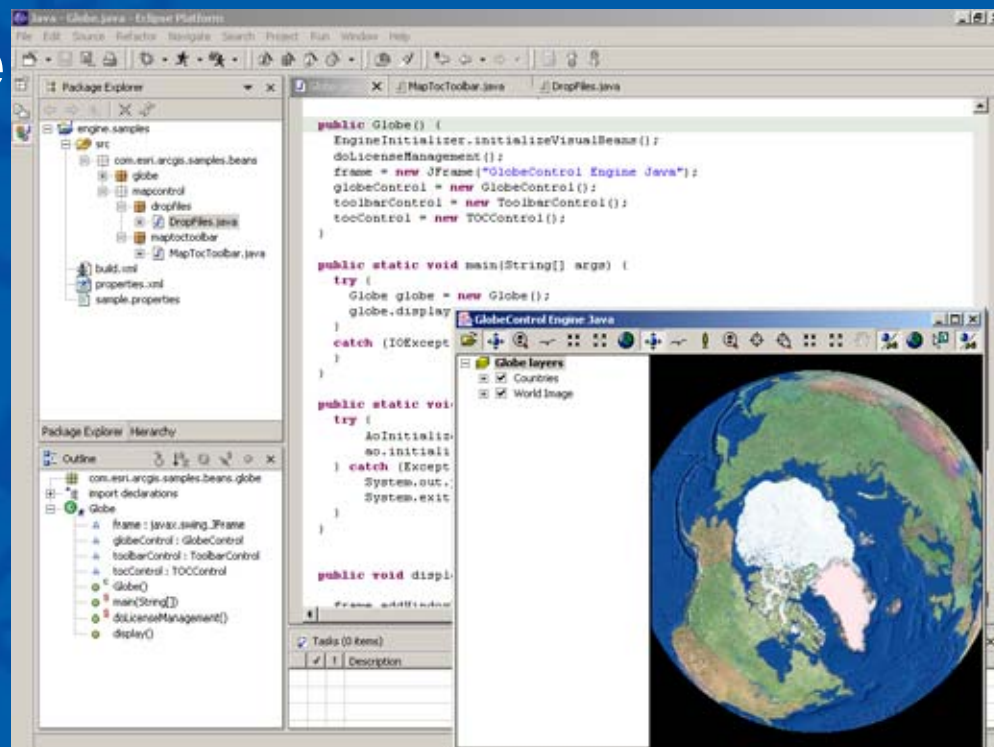 e
Java - Globe.java - Eclipse Platform
File Edit Source Refactor Navigate Search Project Run Window Help
Package Explorer
engine.samples
src
com.esri.arcgis.samples.beans
globe
mapcontrol
dropfiles
DropFiles.java
maptoctoolbar
MapTocToolbar.java
build.xml
properties.xml
sample.properties
Package Explorer Hierarchy
Outline
com.esri.arcgis.samples.beans.globe
import declarations
Globe
frame : javax.swing.JFrame
globeControl : GlobeControl
toolbarControl : ToolbarControl
tocControl : TOCControl
Globe()
main(String[])
doLicenseManagement()
display()
MapTocToolbar.java DropFiles.java
public Globe() {
EngineInitializer.initializeVisualBeans();
doLicenseManagement();
frame = new JFrame("GlobeControl Engine Java");
globeControl = new GlobeControl();
toolbarControl = new ToolbarControl();
tocControl = new TOCControl();
}
public static void main(String[] args) {
try {
Globe globe = new Globe();
globe.display
}
catch (IOExcept
}
}
public static voi
try {
AoInitialize
ao.initiali
} catch (Except
System.out.
System.exit
}
}
public void displ
frame.addWindow
Tasks (0 items)
! Description
GlobeControl Engine Java
Globe layers
Countries
World Image